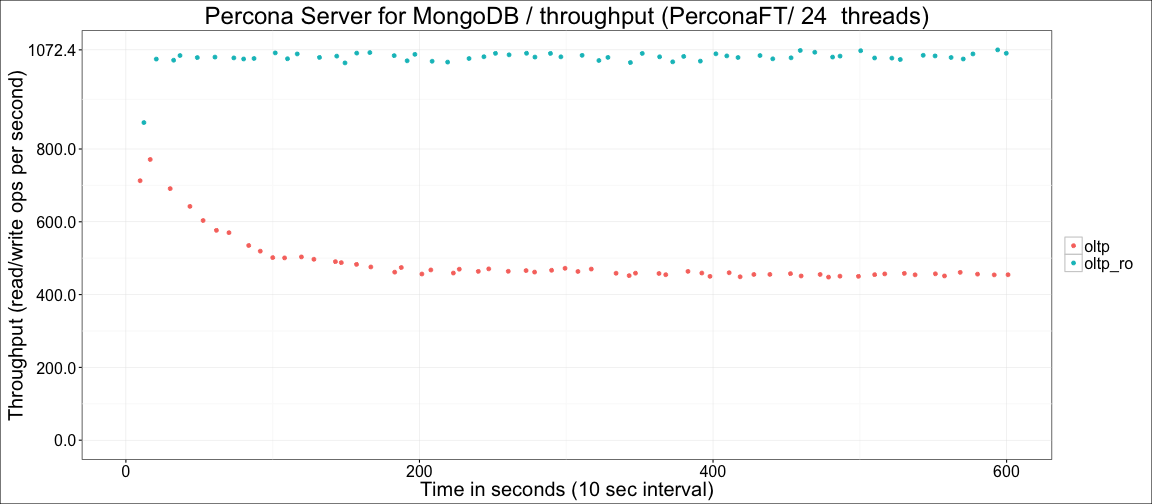 Percona Server for MongoDB / throughput (PerconaFT/ 24  threads)
Throughput (read/write ops per second)
1072.4
800.0
600.0
400.0
200.0
0.0
0 200 400 600
Time in seconds (10 sec interval)
oltp
oltp_ro